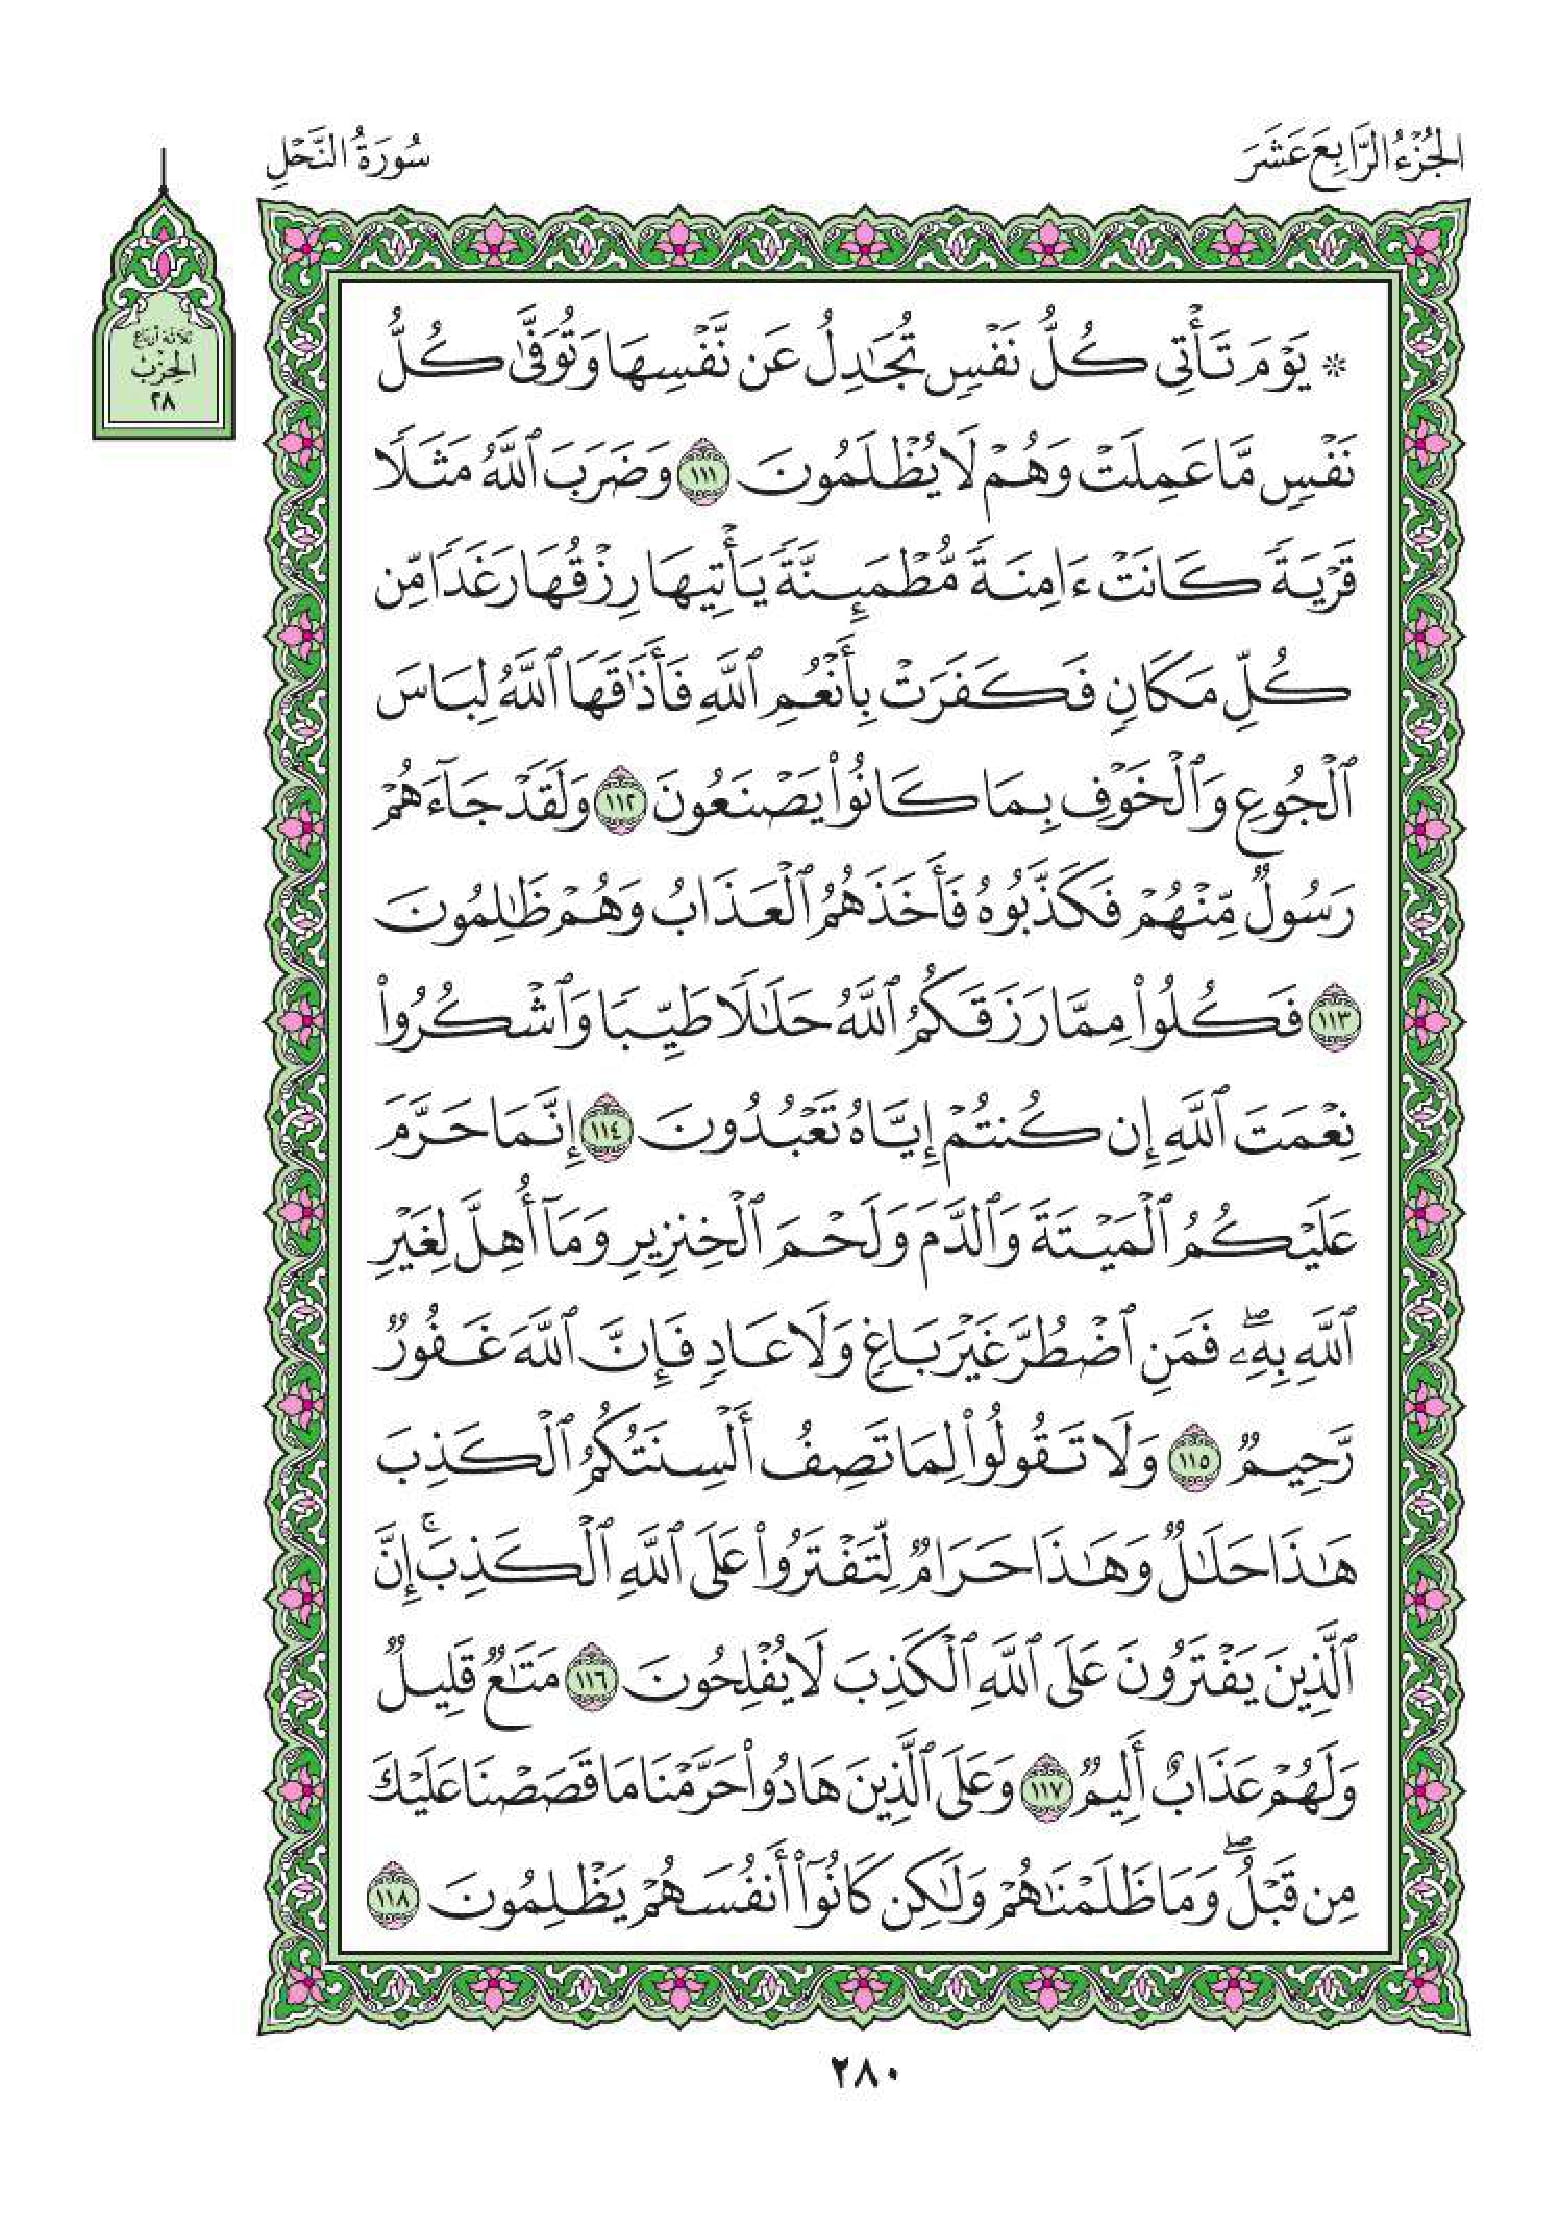 الجُزْءُ الرَّابِعَ عَشَرَ
سُورَةُ النَّحْلِ
ثلاثة أرباع
الحِزْبْ
٢٨
۞ يَوْمَ تَأْتِي كُلُّ نَفْسٍ تُجَٰدِلُ عَن نَّفْسِهَا وَتُوَفَّىٰ كُلُّ
نَفْسٍ مَّا عَمِلَتْ وَهُمْ لَا يُظْلَمُونَ ١١١ وَضَرَبَ ٱللَّهُ مَثَلًا
قَرْيَةً كَانَتْ ءَامِنَةً مُّطْمَئِنَّةً يَأْتِيهَا رِزْقُهَا رَغَدًا مِّن
كُلِّ مَكَانٍ فَكَفَرَتْ بِأَنْعُمِ ٱللَّهِ فَأَذَٰقَهَا ٱللَّهُ لِبَاسَ
ٱلْجُوعِ وَٱلْخَوْفِ بِمَا كَانُوا۟ يَصْنَعُونَ ١١٢ وَلَقَدْ جَآءَهُمْ
رَسُولٌ مِّنْهُمْ فَكَذَّبُوهُ فَأَخَذَهُمُ ٱلْعَذَابُ وَهُمْ ظَٰلِمُونَ
١١٣ فَكُلُوا۟ مِمَّا رَزَقَكُمُ ٱللَّهُ حَلَٰلًا طَيِّبًا وَٱشْكُرُوا۟
نِعْمَتَ ٱللَّهِ إِن كُنتُمْ إِيَّاهُ تَعْبُدُونَ ١١٤ إِنَّمَا حَرَّمَ
عَلَيْكُمُ ٱلْمَيْتَةَ وَٱلدَّمَ وَلَحْمَ ٱلْخِنزِيرِ وَمَآ أُهِلَّ لِغَيْرِ
ٱللَّهِ بِهِۦۖ فَمَنِ ٱضْطُرَّ غَيْرَ بَاغٍ وَلَا عَادٍ فَإِنَّ ٱللَّهَ غَفُورٌ
رَّحِيمٌ ١١٥ وَلَا تَقُولُوا۟ لِمَا تَصِفُ أَلْسِنَتُكُمُ ٱلْكَذِبَ
هَٰذَا حَلَٰلٌ وَهَٰذَا حَرَامٌ لِّتَفْتَرُوا۟ عَلَى ٱللَّهِ ٱلْكَذِبَۚ إِنَّ
ٱلَّذِينَ يَفْتَرُونَ عَلَى ٱللَّهِ ٱلْكَذِبَ لَا يُفْلِحُونَ ١١٦ مَتَٰعٌ قَلِيلٌ
وَلَهُمْ عَذَابٌ أَلِيمٌ ١١٧ وَعَلَى ٱلَّذِينَ هَادُوا۟ حَرَّمْنَا مَا قَصَصْنَا عَلَيْكَ
مِن قَبْلُۖ وَمَا ظَلَمْنَٰهُمْ وَلَٰكِن كَانُوٓا۟ أَنفُسَهُمْ يَظْلِمُونَ ١١٨
٢٨٠